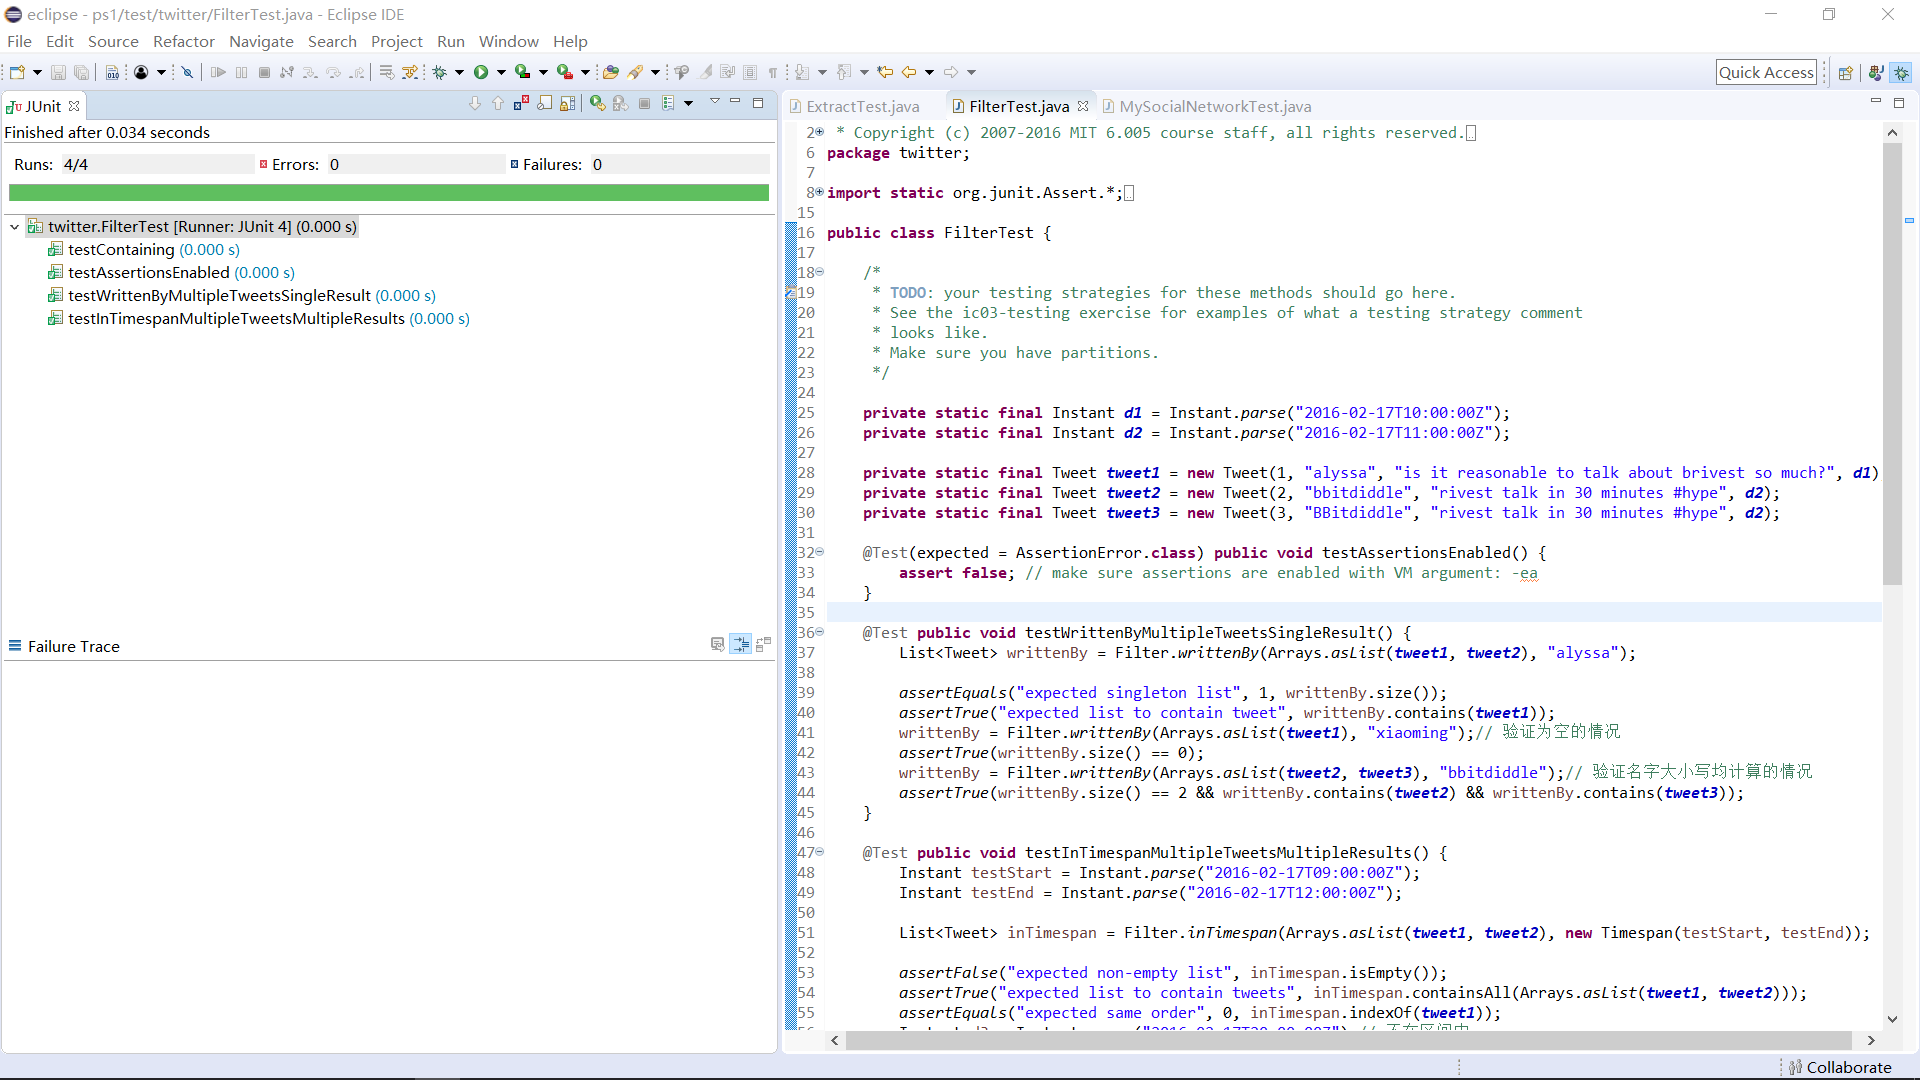 eclipse - ps1/test/twitter/FilterTest.java - Eclipse IDE
File Edit Source Refactor Navigate Search Project Run Window Help
Quick Access
JUnit
Finished after 0.034 seconds
Runs: 4/4 Errors: 0 Failures: 0
twitter.FilterTest [Runner: JUnit 4] (0.000 s)
testContaining (0.000 s)
testAssertionsEnabled (0.000 s)
testWrittenByMultipleTweetsSingleResult (0.000 s)
testInTimespanMultipleTweetsMultipleResults (0.000 s)
Failure Trace
ExtractTest.java FilterTest.java MySocialNetworkTest.java
2 * Copyright (c) 2007-2016 MIT 6.005 course staff, all rights reserved.
6 package twitter;
7
8 import static org.junit.Assert.*;
15
16 public class FilterTest {
17
18 /*
19 * TODO: your testing strategies for these methods should go here.
20 * See the ic03-testing exercise for examples of what a testing strategy comment
21 * looks like.
22 * Make sure you have partitions.
23 */
24
25 private static final Instant d1 = Instant.parse("2016-02-17T10:00:00Z");
26 private static final Instant d2 = Instant.parse("2016-02-17T11:00:00Z");
27
28 private static final Tweet tweet1 = new Tweet(1, "alyssa", "is it reasonable to talk about brivest so much?", d1)
29 private static final Tweet tweet2 = new Tweet(2, "bbitdiddle", "rivest talk in 30 minutes #hype", d2);
30 private static final Tweet tweet3 = new Tweet(3, "BBitdiddle", "rivest talk in 30 minutes #hype", d2);
31
32 @Test(expected = AssertionError.class) public void testAssertionsEnabled() {
33 assert false; // make sure assertions are enabled with VM argument: -ea
34 }
35
36 @Test public void testWrittenByMultipleTweetsSingleResult() {
37 List<Tweet> writtenBy = Filter.writtenBy(Arrays.asList(tweet1, tweet2), "alyssa");
38
39 assertEquals("expected singleton list", 1, writtenBy.size());
40 assertTrue("expected list to contain tweet", writtenBy.contains(tweet1));
41 writtenBy = Filter.writtenBy(Arrays.asList(tweet1), "xiaoming");// 验证为空的情况
42 assertTrue(writtenBy.size() == 0);
43 writtenBy = Filter.writtenBy(Arrays.asList(tweet2, tweet3), "bbitdiddle");// 验证名字大小写均计算的情况
44 assertTrue(writtenBy.size() == 2 && writtenBy.contains(tweet2) && writtenBy.contains(tweet3));
45 }
46
47 @Test public void testInTimespanMultipleTweetsMultipleResults() {
48 Instant testStart = Instant.parse("2016-02-17T09:00:00Z");
49 Instant testEnd = Instant.parse("2016-02-17T12:00:00Z");
50
51 List<Tweet> inTimespan = Filter.inTimespan(Arrays.asList(tweet1, tweet2), new Timespan(testStart, testEnd));
52
53 assertFalse("expected non-empty list", inTimespan.isEmpty());
54 assertTrue("expected list to contain tweets", inTimespan.containsAll(Arrays.asList(tweet1, tweet2)));
55 assertEquals("expected same order", 0, inTimespan.indexOf(tweet1));
Collaborate